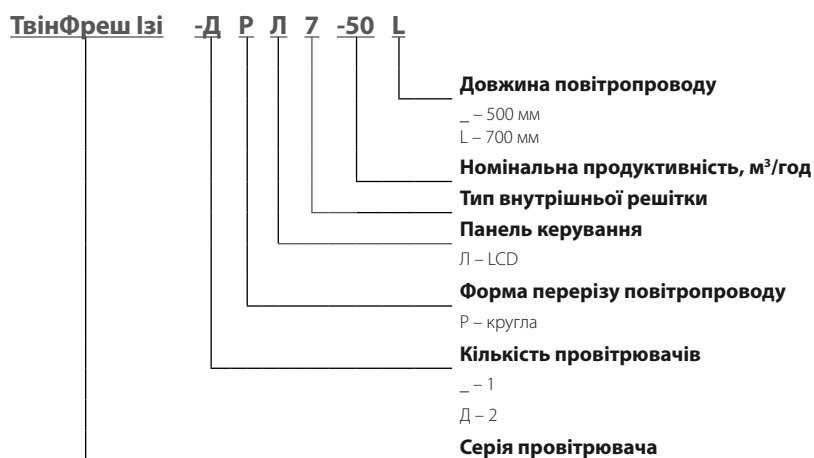 ТвінФреш Ізі -Д Р Л 7 -50 L
Довжина повітропроводу
_ – 500 мм
L – 700 мм
Номінальна продуктивність, м³/год
Тип внутрішньої решітки
Панель керування
Л – LCD
Форма перерізу повітропроводу
Р – кругла
Кількість провітрювачів
_ – 1
Д – 2
Серія провітрювача